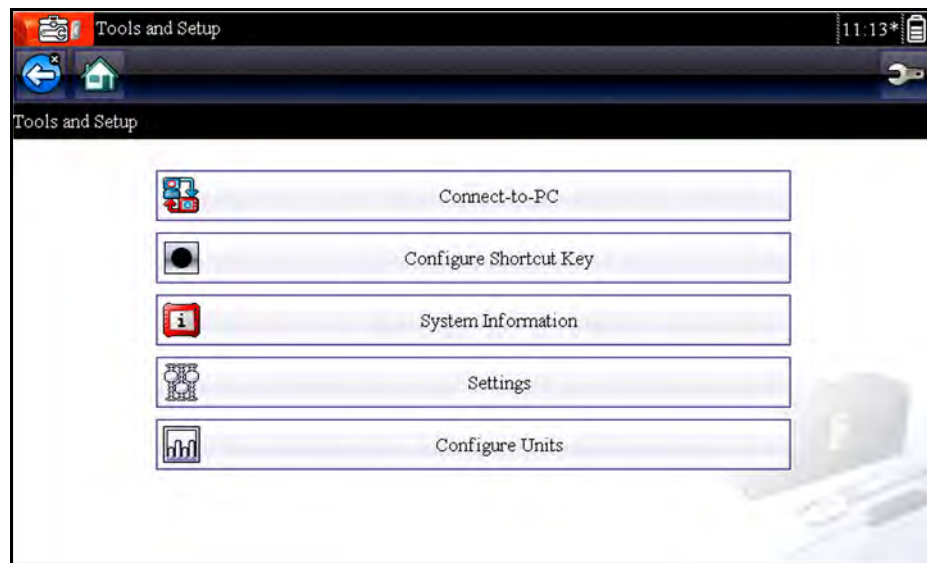 Tools and Setup
11:13*
Tools and Setup
Connect-to-PC
Configure Shortcut Key
i
System Information
Settings
Configure Units